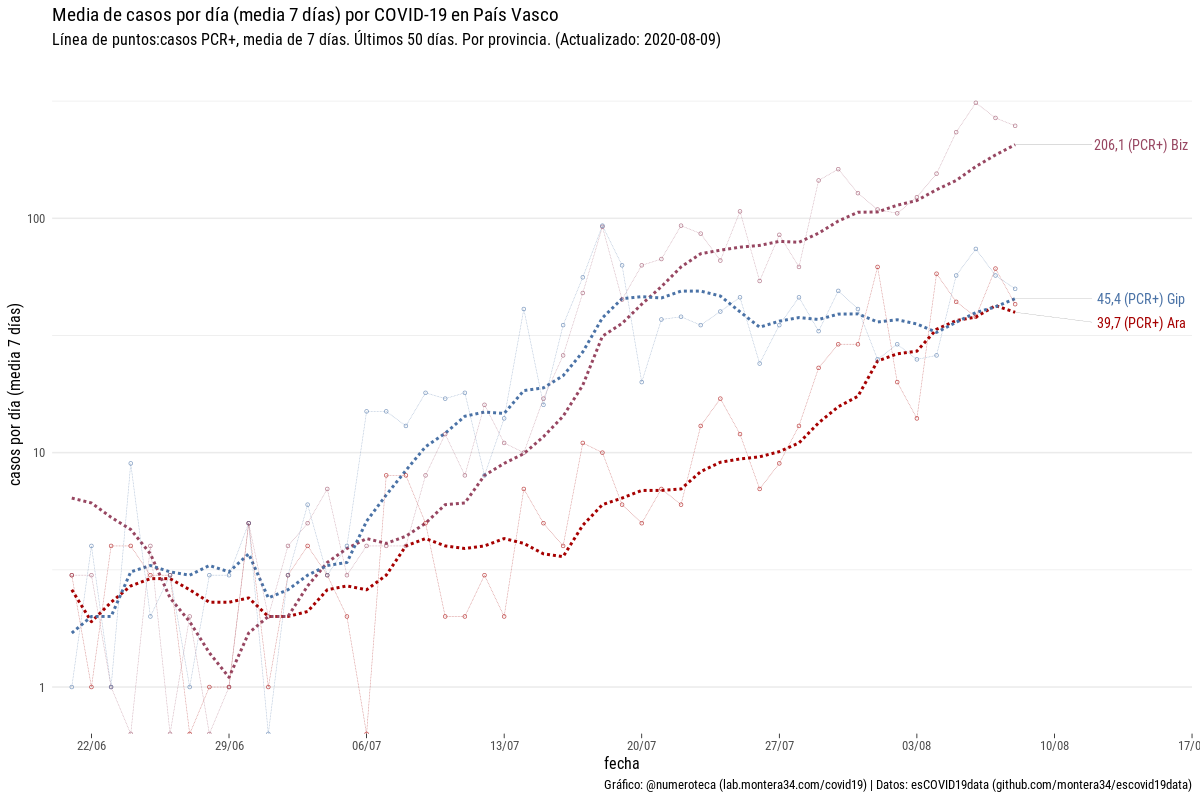 Media de casos por día (media 7 días) por COVID-19 en País Vasco
Línea de puntos:casos PCR+, media de 7 días. Últimos 50 días. Por provincia. (Actualizado: 2020-08-09)
206,1 (PCR+) Biz
100
45,4 (PCR+) Gip
39,7 (PCR+) Ara
casos por día (media 7 días)
10
1
22/06 29/06 06/07 13/07 20/07 27/07 03/08 10/08 17/0
fecha
Gráfico: @numeroteca (lab.montera34.com/covid19) | Datos: esCOVID19data (github.com/montera34/escovid19data)